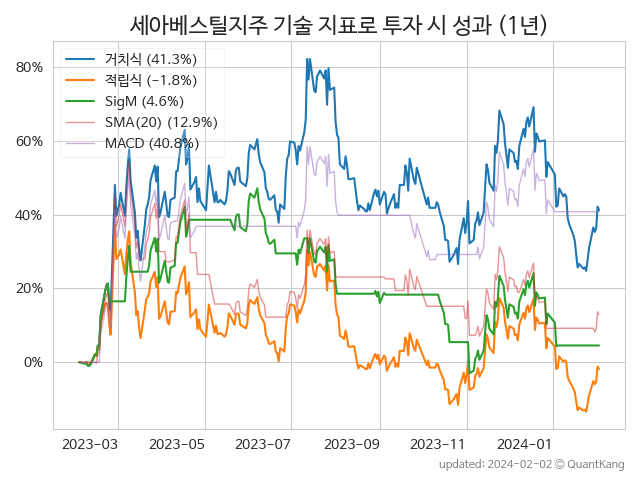 세아베스틸지주 기술 지표로 투자 시 성과 (1년)
거치식 (41.3%)
적립식 (-1.8%)
SigM (4.6%)
SMA(20) (12.9%)
MACD (40.8%)
80%
60%
40%
20%
0%
2023-03 2023-05 2023-07 2023-09 2023-11 2024-01
updated: 2024-02-02 © QuantKang